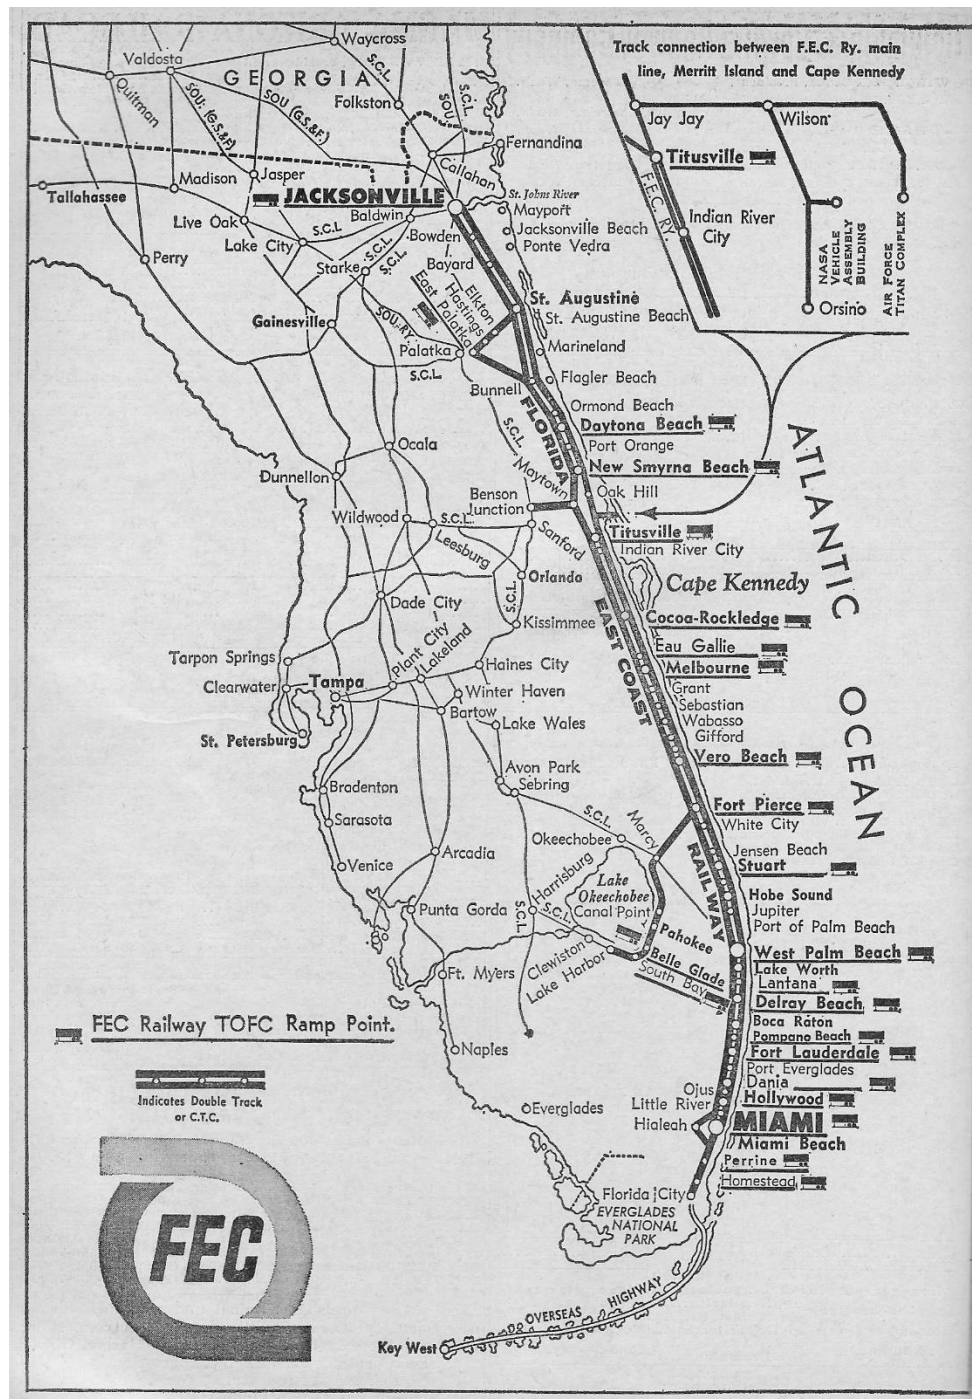 Waycross
Valdosta
S.C.L.
GEORGIA
Quitman
SOU. (G.S.&F.)
SOU (G.S.&F.)
Folkston
SOU.
S.C.L.
Fernandina
Callahan
Madison
Jasper
Tallahassee
JACKSONVILLE
St. Johns River
Mayport
Live Oak
Baldwin
Jacksonville Beach
Lake City
S.C.L
Bowden
Ponte Vedra
Perry
Starke
S.C.L.
S.C.L.
Bayard
Elkton
Hastings
East Palatka
St. Augustine
St. Augustine Beach
Gainesville
SOU. RY.
Palatka
S.C.L.
Marineland
Bunnell
Flagler Beach
Ormond Beach
Daytona Beach
Port Orange
FLORIDA
S.C.L.
Ocala
Maytown
New Smyrna Beach
Dunnellon
Benson
Junction
Oak Hill
Wildwood
S.C.L.
Leesburg
Sanford
Titusville
Indian River City
Orlando
Cape Kennedy
Dade City
S.C.L.
Kissimmee
EAST COAST
Cocoa-Rockledge
Eau Gallie
Melbourne
Tarpon Springs
Plant City
Lakeland
Haines City
Clearwater
Tampa
Winter Haven
Bartow
Lake Wales
Grant
Sebastian
Wabasso
Gifford
St. Petersburg
Vero Beach
Avon Park
Sebring
Bradenton
Sarasota
S.C.L.
Marcy
Fort Pierce
White City
Okeechobee
RAILWAY
Jensen Beach
Stuart
Venice
Arcadia
Harrisburg
Lake
Okeechobee
Canal Point
Hobe Sound
Jupiter
Port of Palm Beach
Punta Gorda
S.C.L
S.C.L.
Pahokee
Clewiston
Lake Harbor
Belle Glade
South Bay
West Palm Beach
Lake Worth
Lantana
Ft. Myers
Delray Beach
Boca Raton
Pompano Beach
Fort Lauderdale
Port Everglades
Naples
Dania
Ojus
Little River
Hollywood
Everglades
Hialeah
MIAMI
Miami Beach
Perrine
Florida City
Homestead
EVERGLADES
NATIONAL
PARK
OVERSEAS HIGHWAY
Key West
ATLANTIC
OCEAN
Track connection between F.E.C. Ry. main
line, Merritt Island and Cape Kennedy
Jay Jay
Wilson
Titusville
F.E.C. RY.
Indian River
City
NASA
VEHICLE
ASSEMBLY
BUILDING
AIR FORCE
TITAN COMPLEX
Orsino
FEC Railway TOFC Ramp Point.
Indicates Double Track
or C.T.C.
FEC